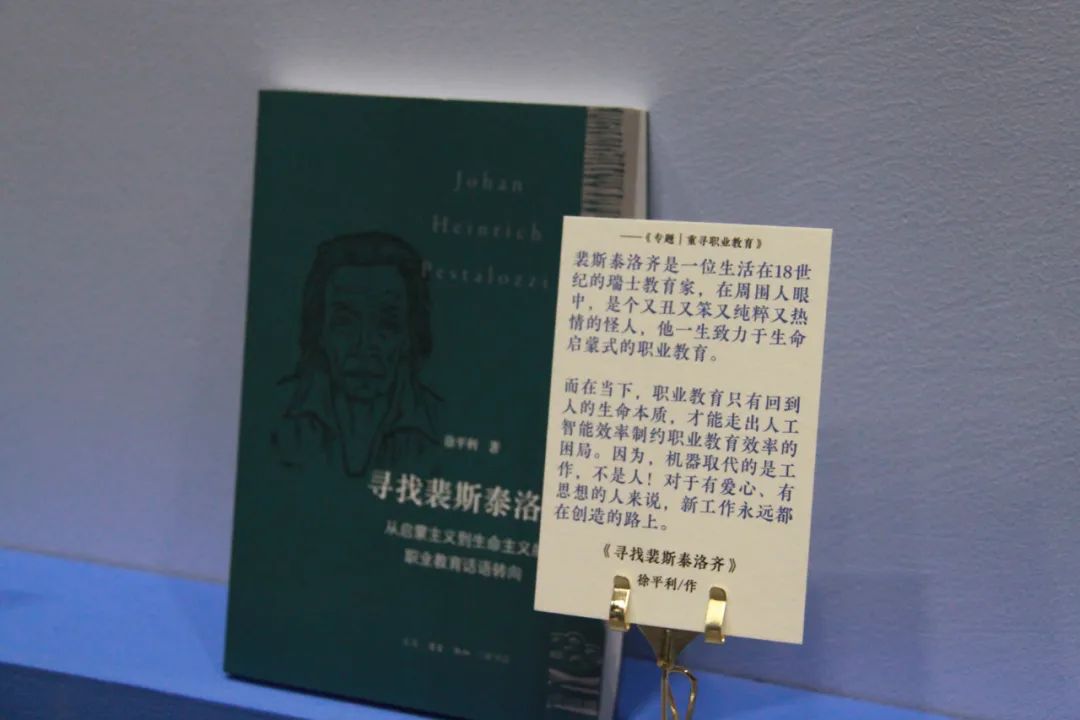 Johan
Heinrich
Pestalozzi
徐平利 著
寻找裴斯泰洛
从启蒙主义到生命主义的
职业教育话语转向
——《专题|重寻职业教育》
裴斯泰洛齐是一位生活在18世
纪的瑞士教育家，在周围人眼
中，是个又丑又笨又纯粹又热
情的怪人，他一生致力于生命
启蒙式的职业教育。
而在当下，职业教育只有回到
人的生命本质，才能走出人工
智能效率制约职业教育效率的
困局。因为，机器取代的是工
作，不是人！对于有爱心、有
思想的人来说，新工作永远都
在创造的路上。
《寻找裴斯泰洛齐》
徐平利/作